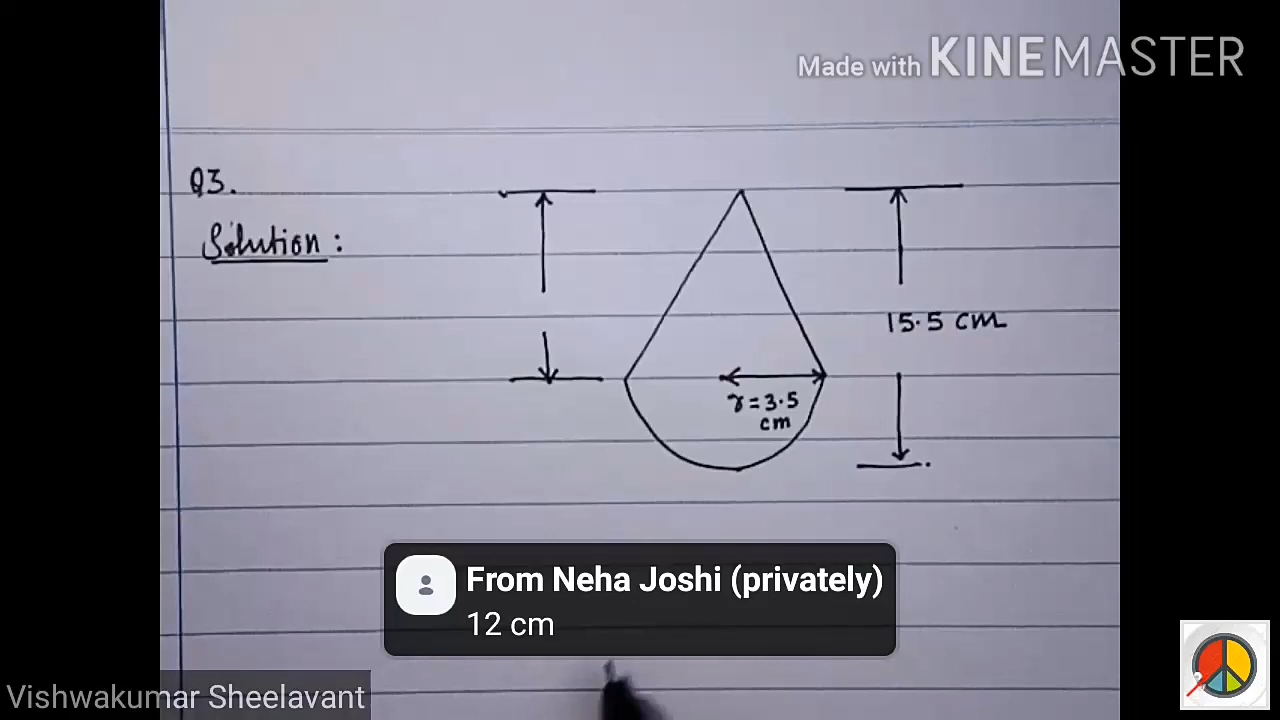 Made with KINEMASTER
Q3.
Solution :
15.5 cm
r = 3.5
cm
From Neha Joshi (privately)
12 cm
Vishwakumar Sheelavant